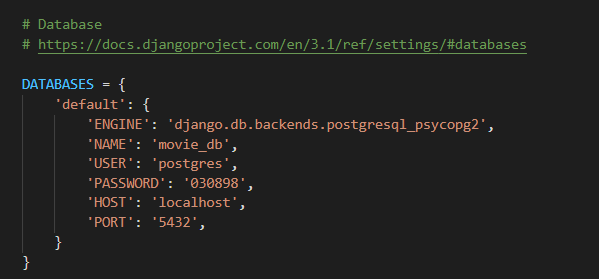 # Database
# https://docs.djangoproject.com/en/3.1/ref/settings/#databases
DATABASES = {
'default': {
'ENGINE': 'django.db.backends.postgresql_psycopg2',
'NAME': 'movie_db',
'USER': 'postgres',
'PASSWORD': '030898',
'HOST': 'localhost',
'PORT': '5432',
}
}